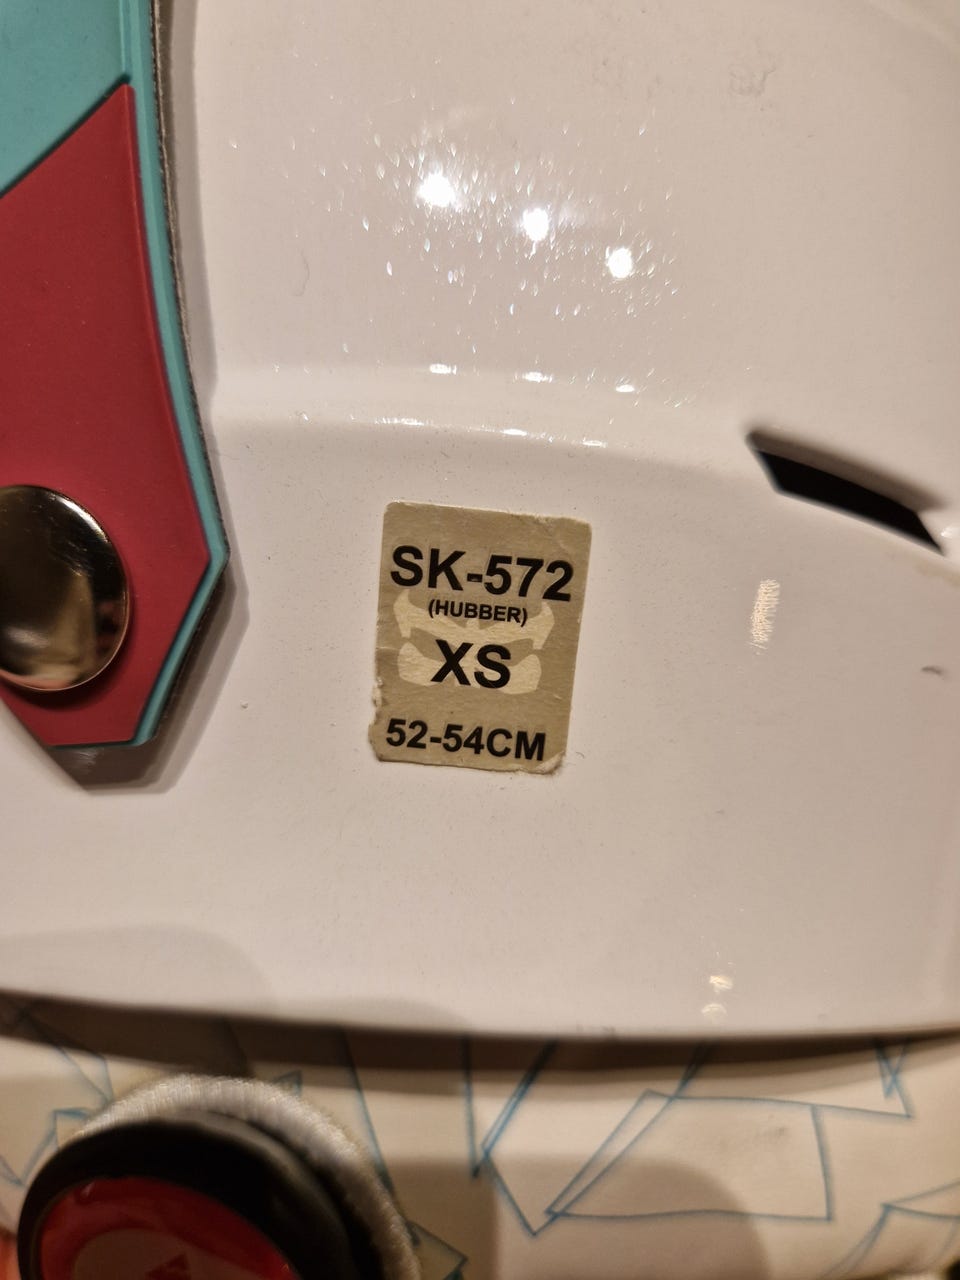 SK-572
(HUBBER)
XS
52-54CM